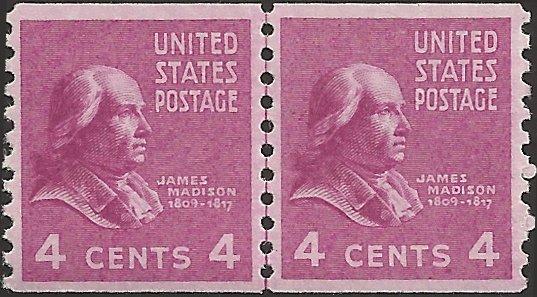 UNITED
STATES
POSTAGE
JAMES
MADISON
1809-1817
4 CENTS 4
UNITED
STATES
POSTAGE
JAMES
MADISON
1809-1817
4 CENTS 4